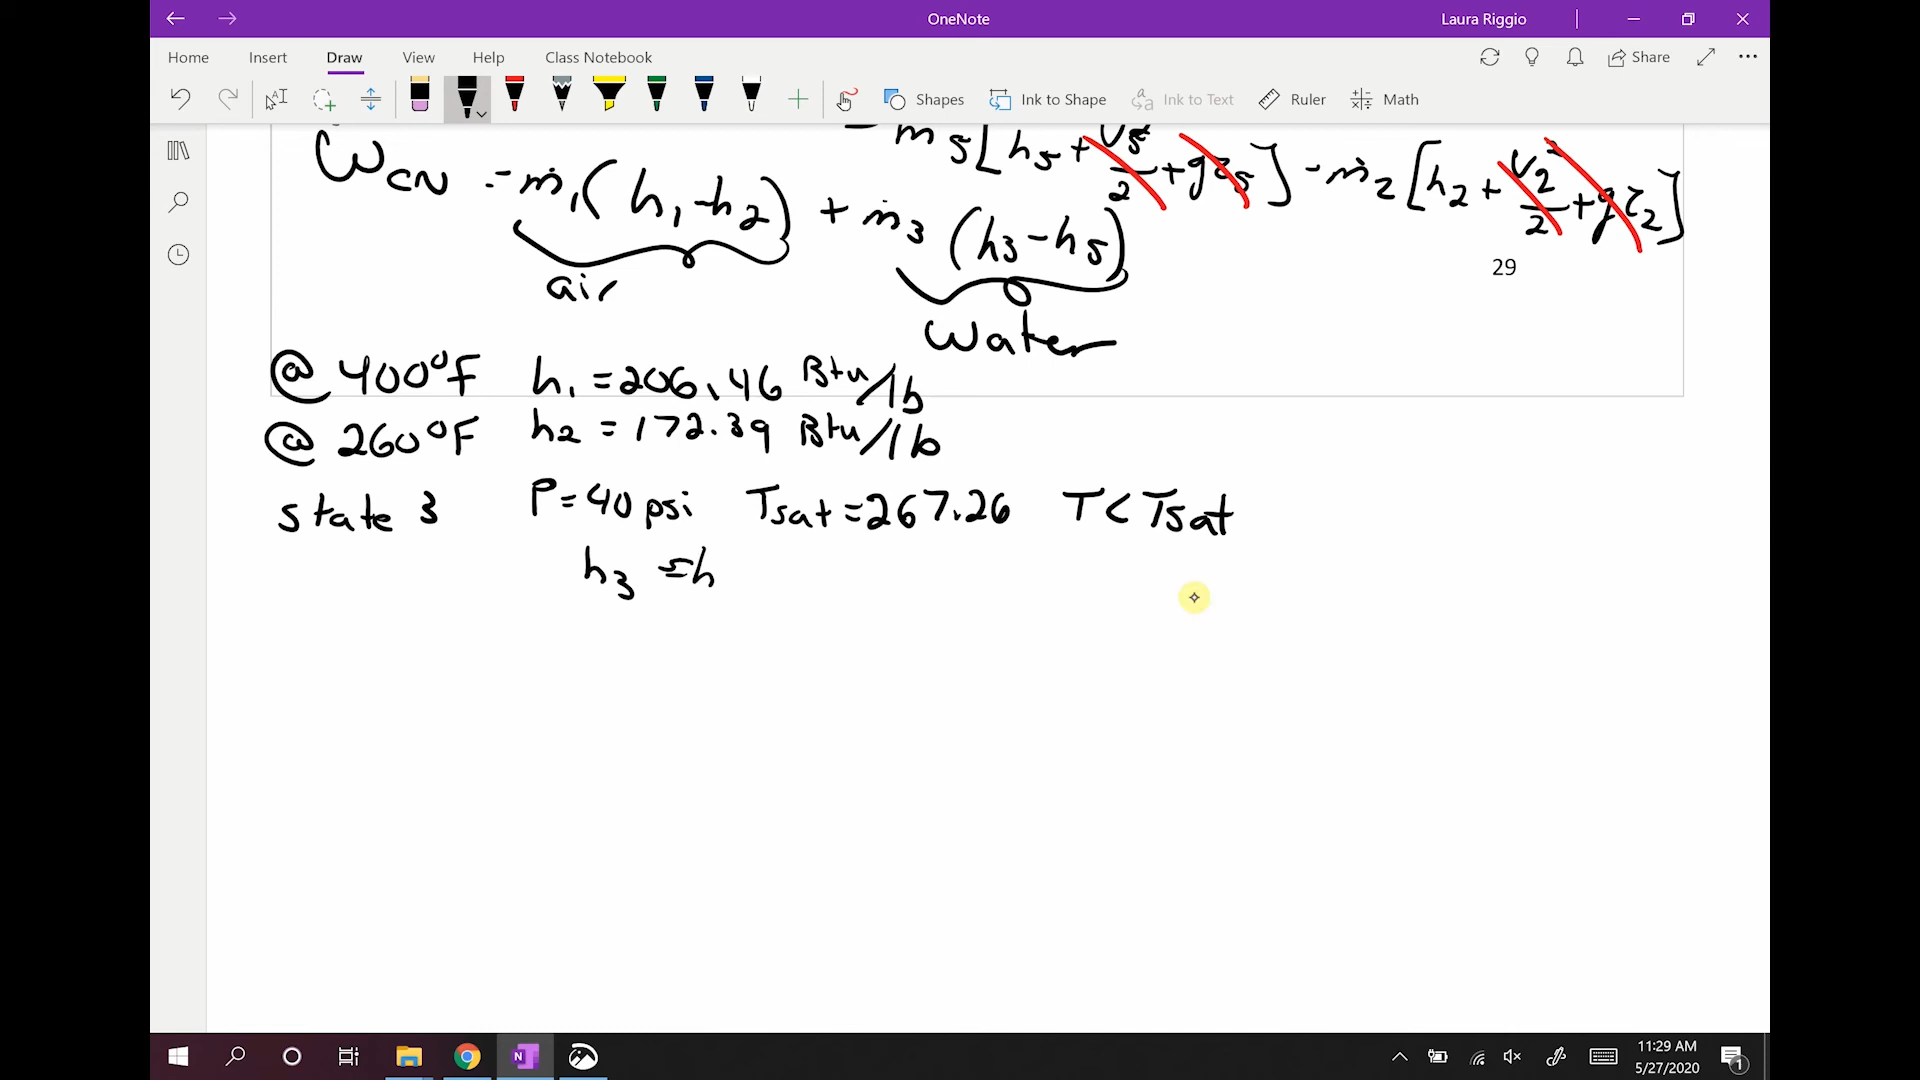 OneNote
Laura Riggio
Home Insert Draw View Help Class Notebook Share
Shapes Ink to Shape Ink to Text Ruler Math
- ṁ5[h5 + V5²/2 + gz5] - ṁ2[h2 + V2²/2 + gz2]
ẆCN = ṁ1(h1 - h2) + ṁ3(h3 - h5)
air
water
29
@ 400°F h1 = 206.46 Btu/lb
@ 260°F h2 = 172.39 Btu/lb
state 3 P = 40 psi Tsat = 267.26 T < Tsat
h3 = h
11:29 AM
5/27/2020
1